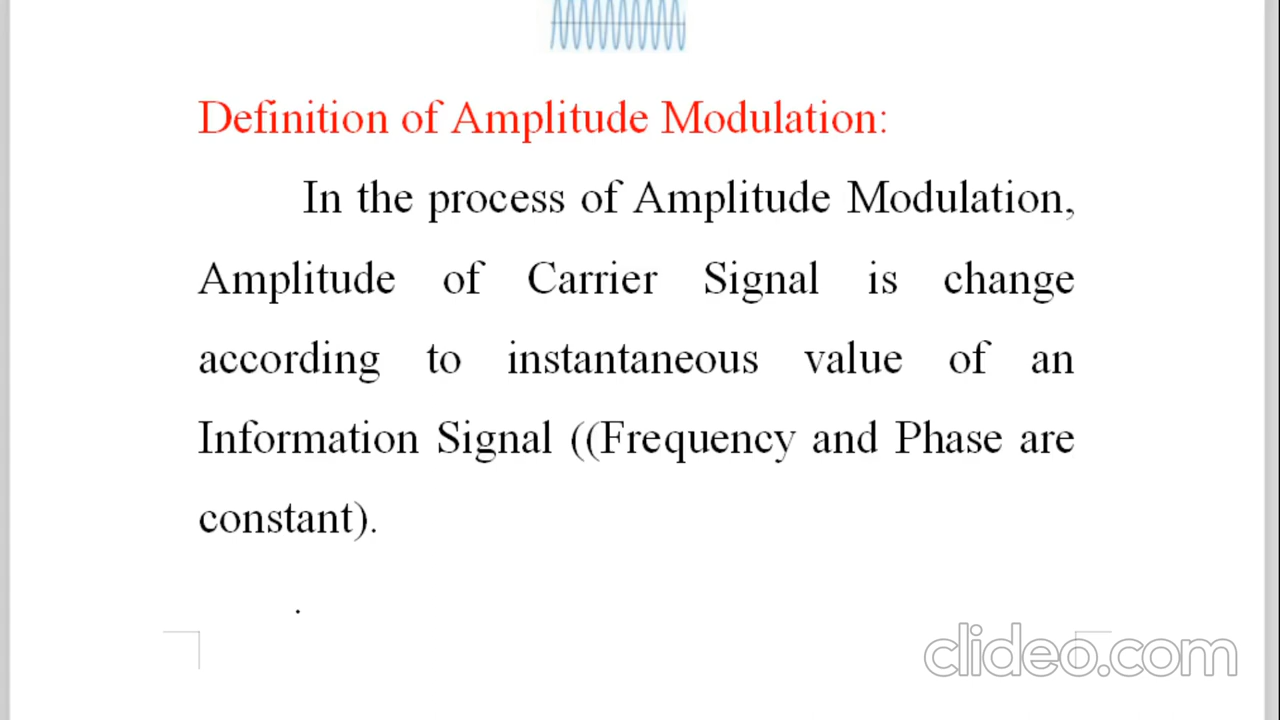 Definition of Amplitude Modulation:
In the process of Amplitude Modulation,
Amplitude of Carrier Signal is change
according to instantaneous value of an
Information Signal ((Frequency and Phase are
constant).
.
clideo.com